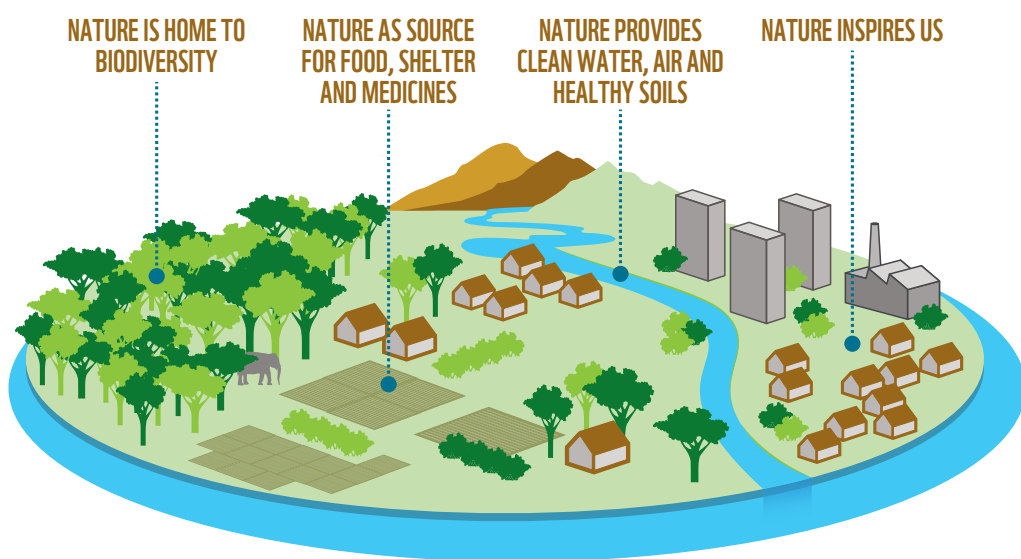 NATURE IS HOME TO
BIODIVERSITY
NATURE AS SOURCE
FOR FOOD, SHELTER
AND MEDICINES
NATURE PROVIDES
CLEAN WATER, AIR AND
HEALTHY SOILS
NATURE INSPIRES US